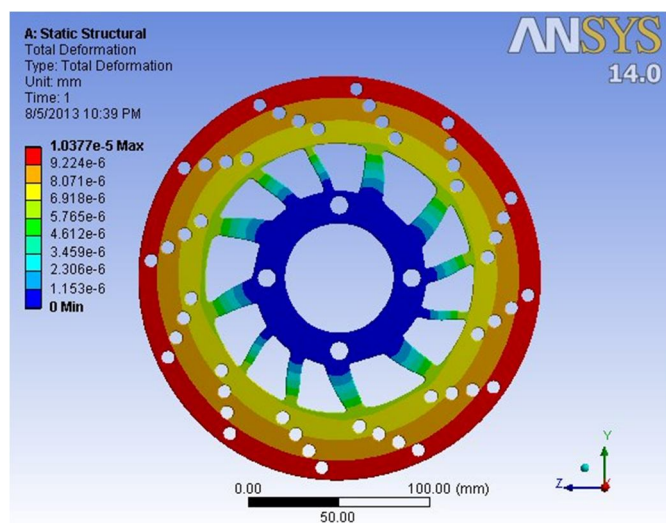 A: Static Structural
Total Deformation
Type: Total Deformation
Unit: mm
Time: 1
8/5/2013 10:39 PM
ANSYS
14.0
1.0377e-5 Max
9.224e-6
8.071e-6
6.918e-6
5.765e-6
4.612e-6
3.459e-6
2.306e-6
1.153e-6
0 Min
Y
Z
X
0.00 100.00 (mm)
50.00